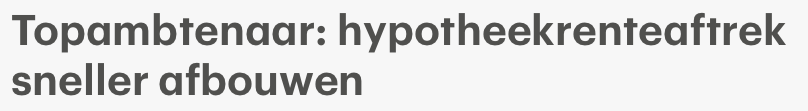 Topambtenaar: hypotheekrenteaftrek
sneller afbouwen